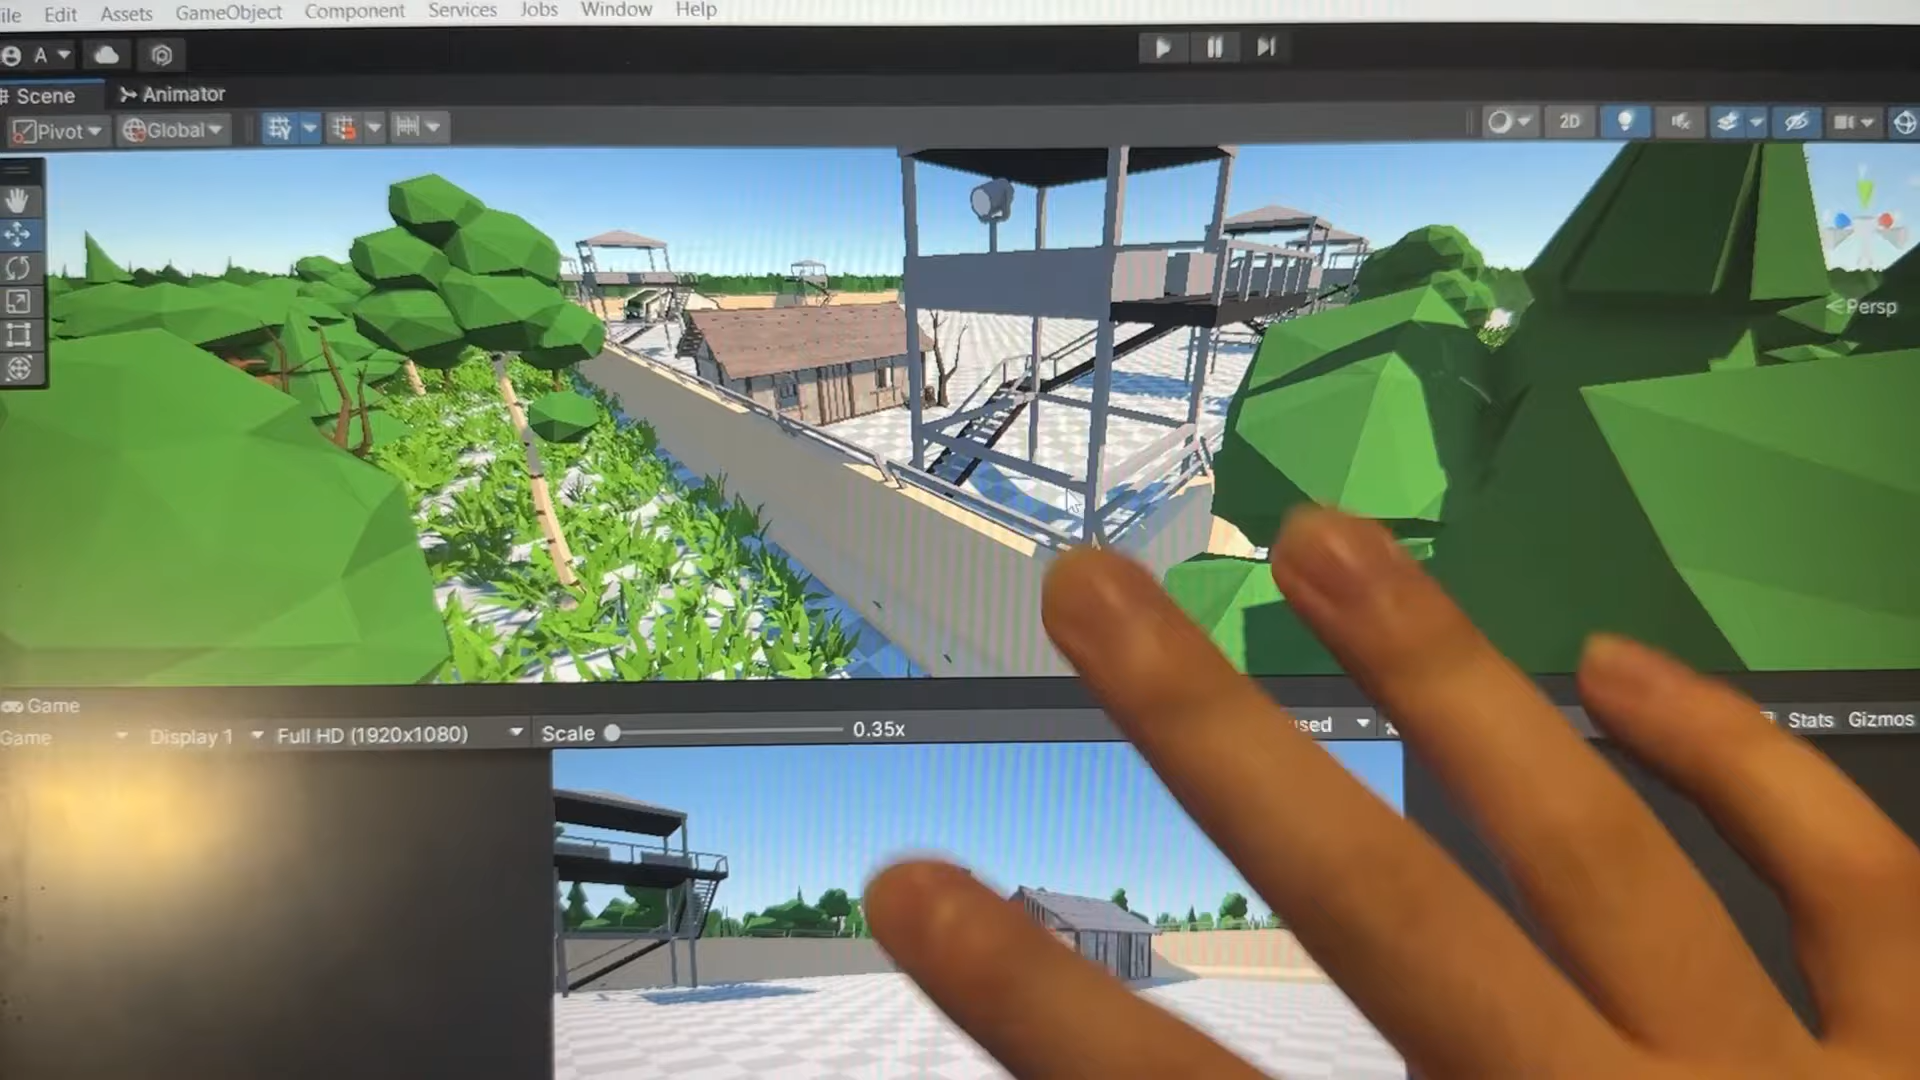 ile Edit Assets GameObject Component Services Jobs Window Help
A
Scene Animator
Pivot Global 2D
Persp
Game
Game Display 1 Full HD (1920x1080) Scale 0.35x used Stats Gizmos